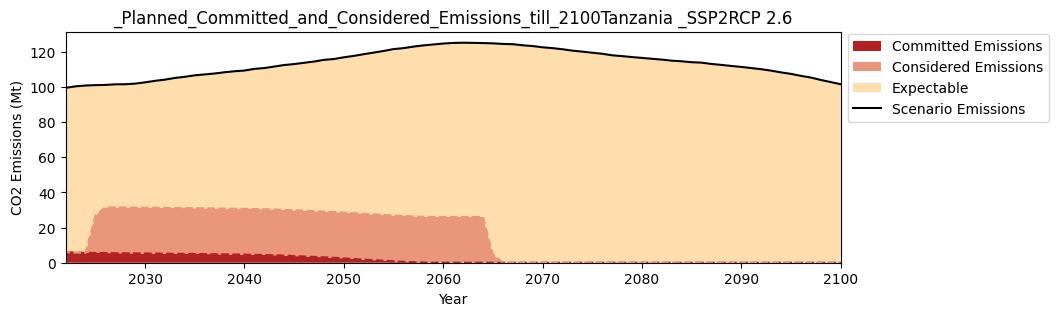 _Planned_Committed_and_Considered_Emissions_till_2100Tanzania _SSP2RCP 2.6
Committed Emissions
Considered Emissions
Expectable
Scenario Emissions
CO2 Emissions (Mt)
120
100
80
60
40
20
0
2030
2040
2050
2060
2070
2080
2090
2100
Year